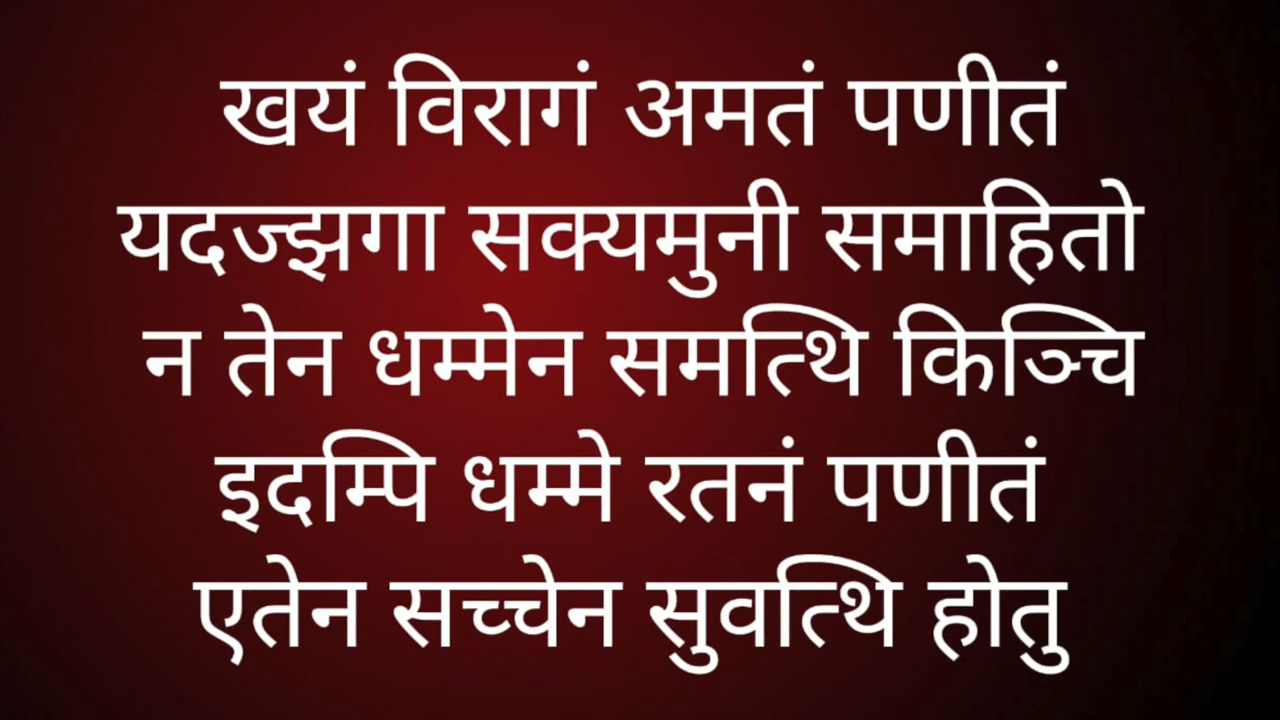 खयं विरागं अमतं पणीतं
यदज्झगा सक्यमुनी समाहितो
न तेन धम्मेन समत्थि किञ्चि
इदम्पि धम्मे रतनं पणीतं
एतेन सच्चेन सुवत्थि होतु